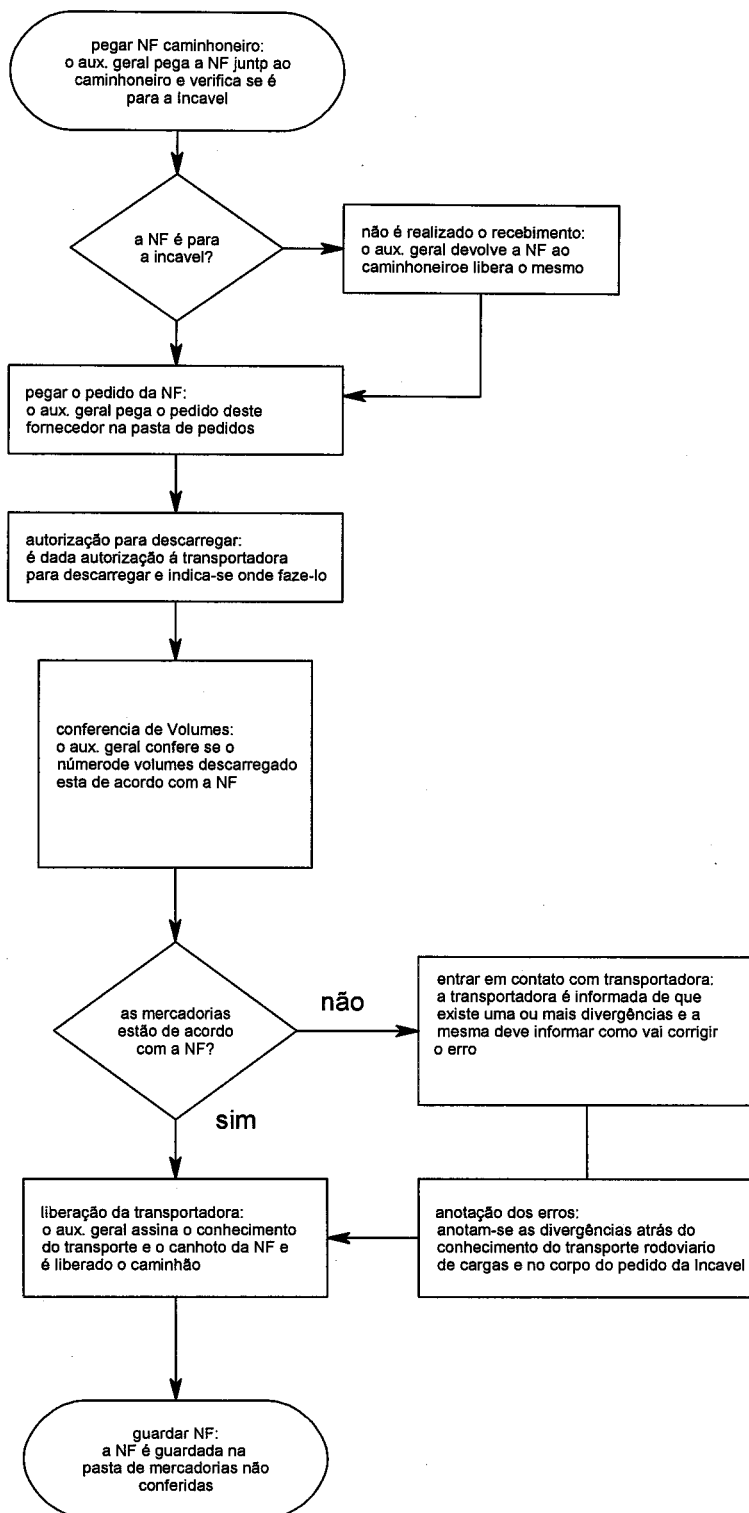 pegar NF caminhoneiro:
o aux. geral pega a NF juntp ao
caminhoneiro e verifica se é
para a Incavel
a NF é para
a incavel?
não é realizado o recebimento:
o aux. geral devolve a NF ao
caminhoneiroe libera o mesmo
pegar o pedido da NF:
o aux. geral pega o pedido deste
fornecedor na pasta de pedidos
autorização para descarregar:
é dada autorização á transportadora
para descarregar e indica-se onde faze-lo
conferencia de Volumes:
o aux. geral confere se o
númerode volumes descarregado
esta de acordo com a NF
as mercadorias
estão de acordo
com a NF?
não
entrar em contato com transportadora:
a transportadora é informada de que
existe uma ou mais divergências e a
mesma deve informar como vai corrigir
o erro
sim
liberação da transportadora:
o aux. geral assina o conhecimento
do transporte e o canhoto da NF e
é liberado o caminhão
anotação dos erros:
anotam-se as divergências atrás do
conhecimento do transporte rodoviario
de cargas e no corpo do pedido da Incavel
guardar NF:
a NF é guardada na
pasta de mercadorias não
conferidas